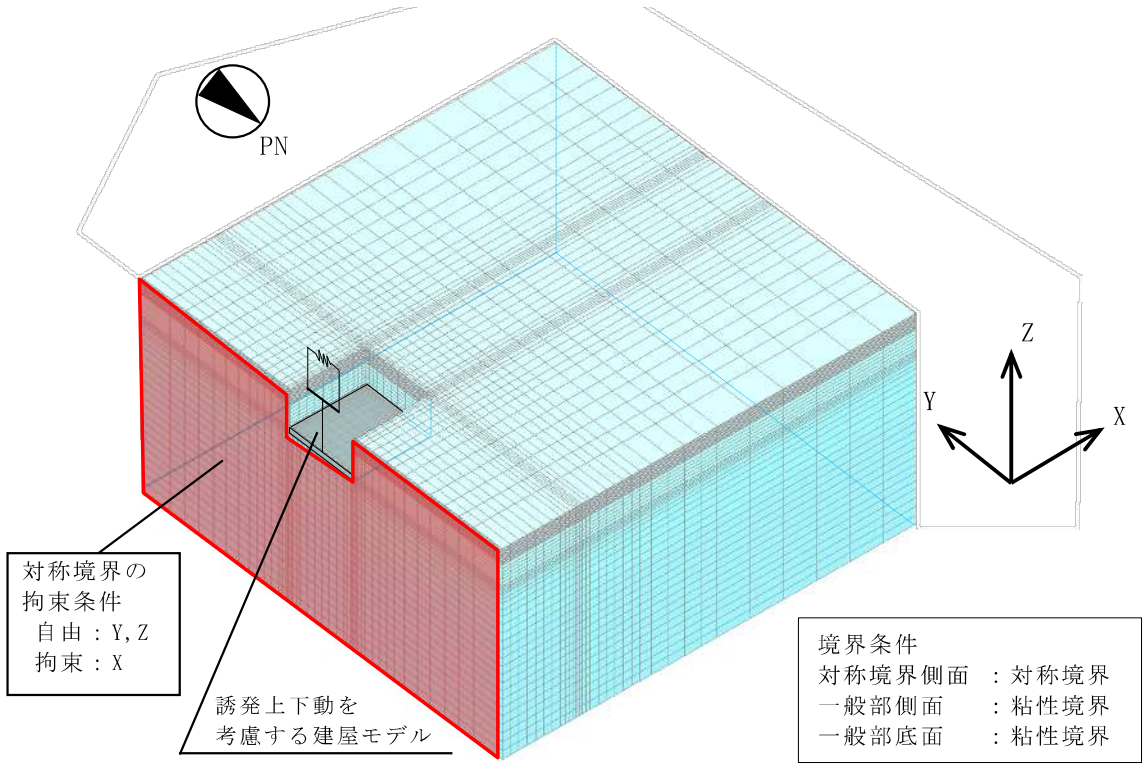 PN
Z
Y
X
対称境界の
拘束条件
自由：Y,Z
拘束：X
誘発上下動を
考慮する建屋モデル
境界条件
対称境界側面 ：対称境界
一般部側面 ：粘性境界
一般部底面 ：粘性境界